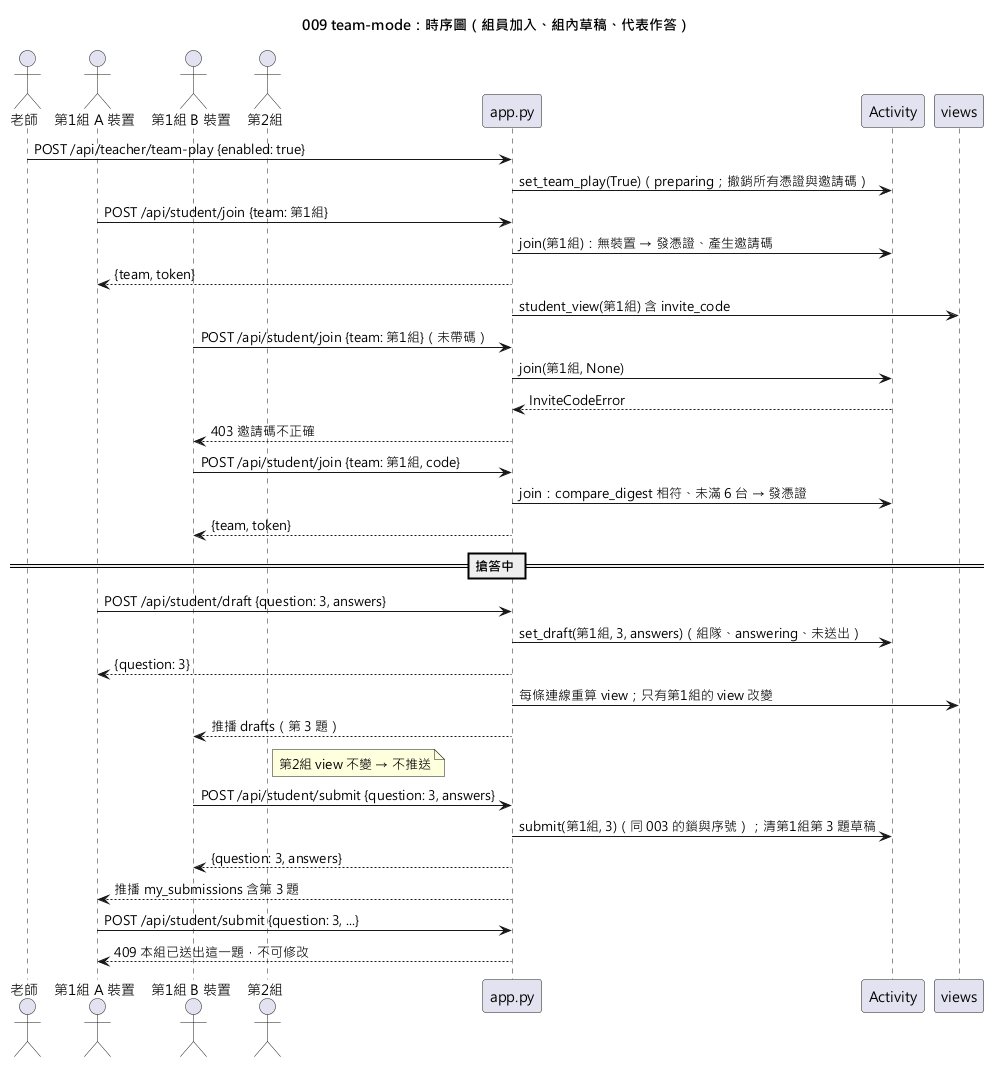 009 team-mode：時序圖（組員加入、組內草稿、代表作答）
老師
第1組 A 裝置
第1組 B 裝置
第2組
app.py
Activity
views
POST /api/teacher/team-play {enabled: true}
set_team_play(True)（preparing；撤銷所有憑證與邀請碼）
POST /api/student/join {team: 第1組}
join(第1組)：無裝置 → 發憑證、產生邀請碼
{team, token}
student_view(第1組) 含 invite_code
POST /api/student/join {team: 第1組}（未帶碼）
join(第1組, None)
InviteCodeError
403 邀請碼不正確
POST /api/student/join {team: 第1組, code}
join：compare_digest 相符、未滿 6 台 → 發憑證
{team, token}
搶答中
POST /api/student/draft {question: 3, answers}
set_draft(第1組, 3, answers)（組隊、answering、未送出）
{question: 3}
每條連線重算 view；只有第1組的 view 改變
推播 drafts（第 3 題）
第2組 view 不變 → 不推送
POST /api/student/submit {question: 3, answers}
submit(第1組, 3)（同 003 的鎖與序號）；清第1組第 3 題草稿
{question: 3, answers}
推播 my_submissions 含第 3 題
POST /api/student/submit {question: 3, ...}
409 本組已送出這一題，不可修改
老師
第1組 A 裝置
第1組 B 裝置
第2組
app.py
Activity
views